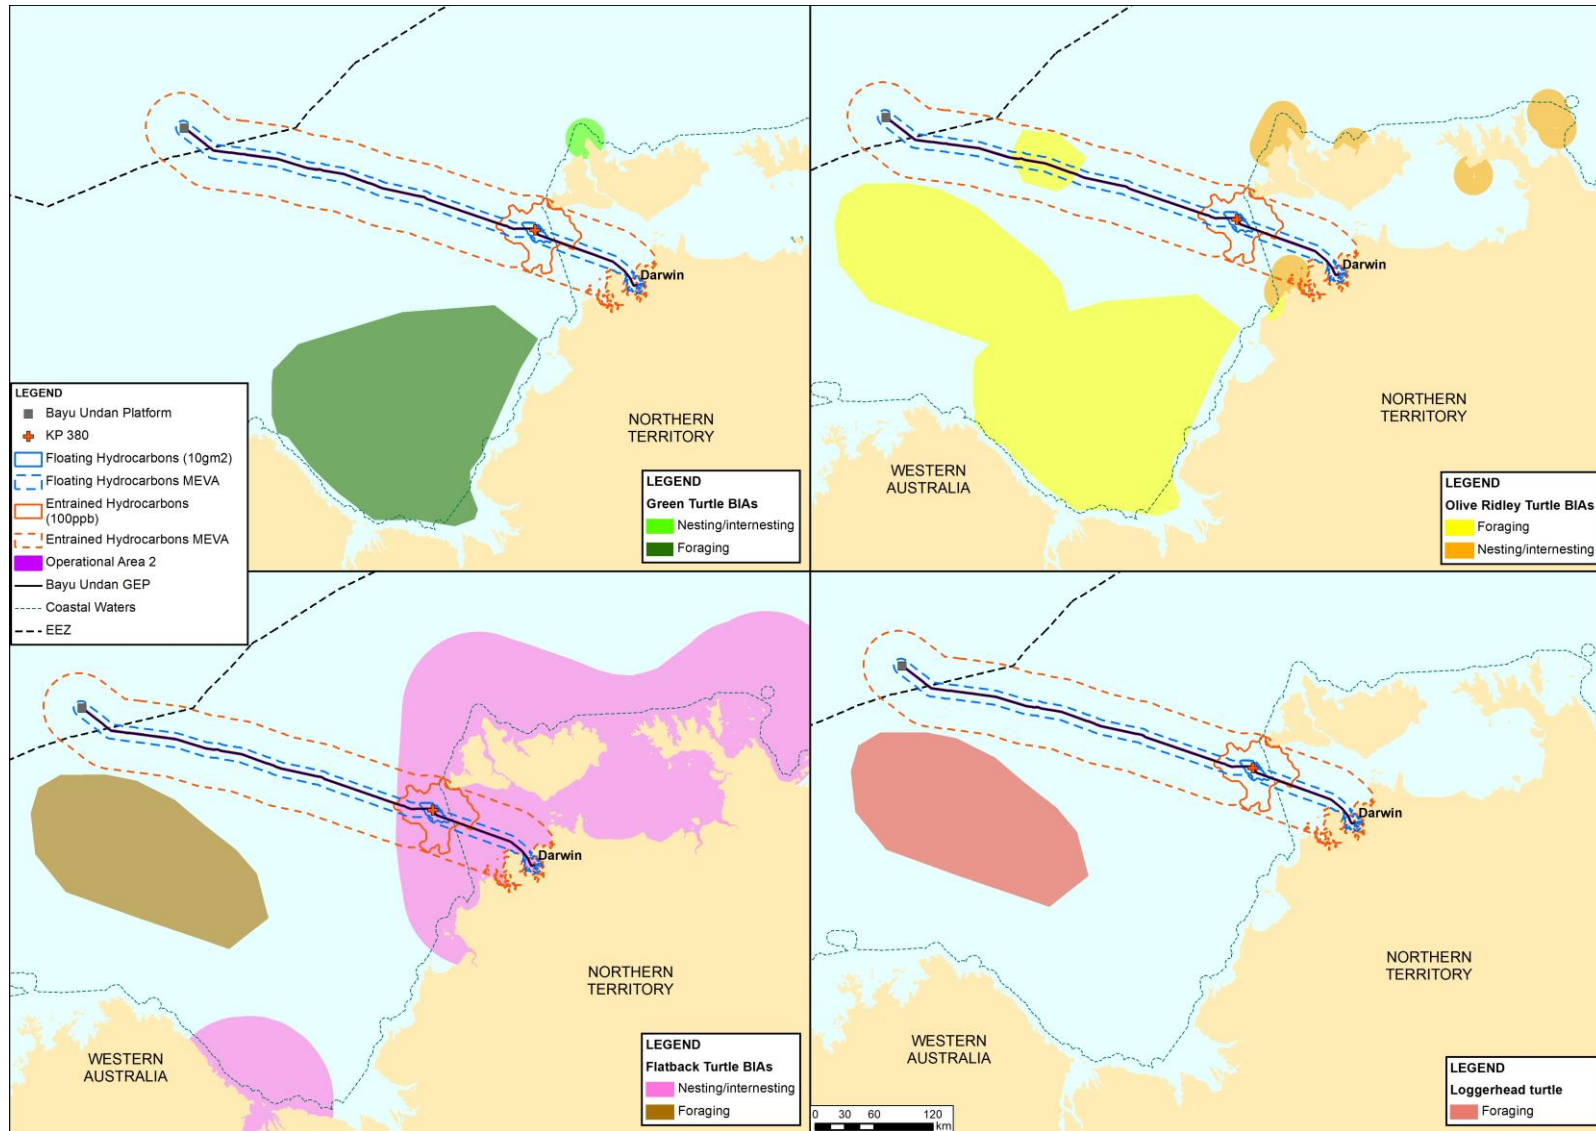 Darwin
NORTHERN
TERRITORY
LEGEND
Bayu Undan Platform
KP 380
Floating Hydrocarbons (10gm2)
Floating Hydrocarbons MEVA
Entrained Hydrocarbons
(100ppb)
Entrained Hydrocarbons MEVA
Operational Area 2
Bayu Undan GEP
Coastal Waters
EEZ
LEGEND
Green Turtle BIAs
Nesting/internesting
Foraging
Darwin
NORTHERN
TERRITORY
WESTERN
AUSTRALIA
LEGEND
Olive Ridley Turtle BIAs
Foraging
Nesting/internesting
Darwin
NORTHERN
TERRITORY
WESTERN
AUSTRALIA
LEGEND
Flatback Turtle BIAs
Nesting/internesting
Foraging
Darwin
NORTHERN
TERRITORY
WESTERN
AUSTRALIA
LEGEND
Loggerhead turtle
Foraging
0 30 60 120
km